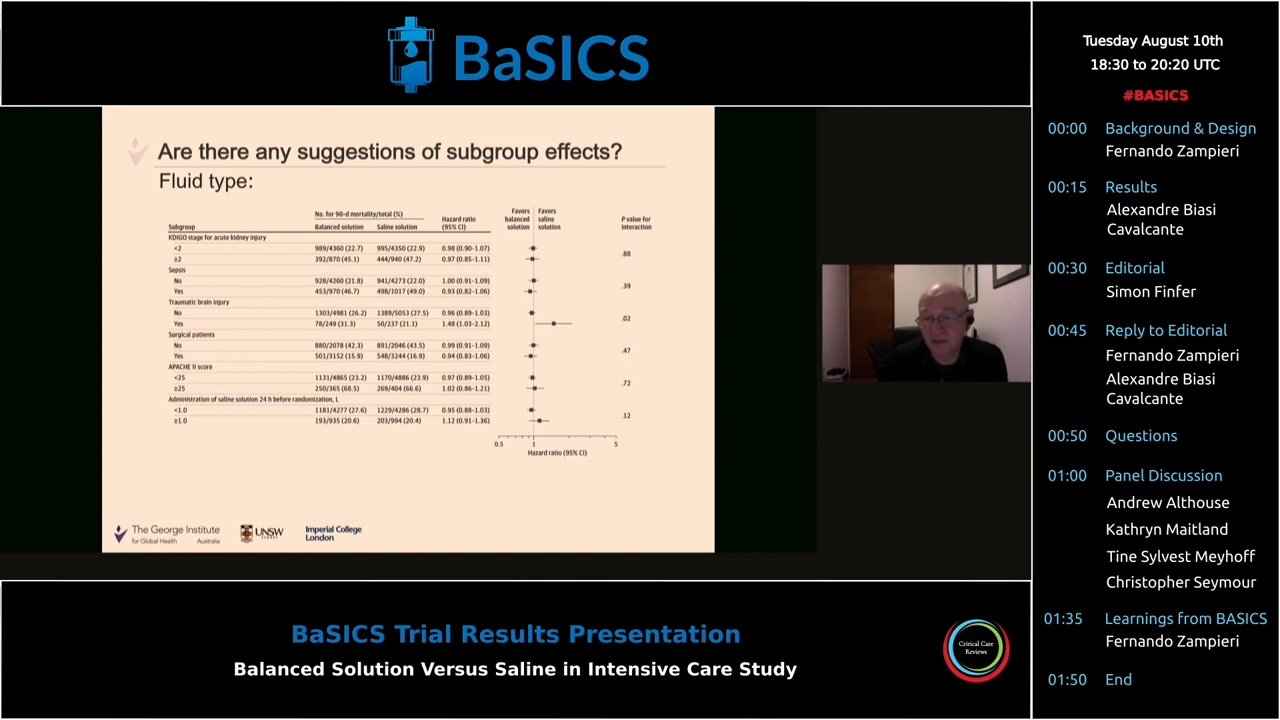 BaSICS
Are there any suggestions of subgroup effects?
Fluid type:
No. for 90-d mortality/total (%)
Subgroup Balanced solution Saline solution Hazard ratio (95% CI) Favors balanced solution Favors saline solution P value for interaction
KDIGO stage for acute kidney injury
<2 989/4360 (22.7) 995/4350 (22.9) 0.98 (0.90-1.07)
≥2 392/870 (45.1) 444/940 (47.2) 0.97 (0.85-1.11)
.88
Sepsis
No 928/4260 (21.8) 941/4273 (22.0) 1.00 (0.91-1.09)
Yes 453/970 (46.7) 498/1017 (49.0) 0.93 (0.82-1.06)
.39
Traumatic brain injury
No 1303/4981 (26.2) 1389/5053 (27.5) 0.96 (0.89-1.03)
Yes 78/249 (31.3) 50/237 (21.1) 1.48 (1.03-2.12)
.02
Surgical patients
No 880/2078 (42.3) 891/2046 (43.5) 0.99 (0.91-1.09)
Yes 501/3152 (15.9) 548/3244 (16.9) 0.94 (0.83-1.06)
.47
APACHE II score
<25 1131/4865 (23.2) 1170/4886 (23.9) 0.97 (0.89-1.05)
≥25 250/365 (68.5) 269/404 (66.6) 1.02 (0.86-1.21)
.72
Administration of saline solution 24 h before randomization, L
<1.0 1181/4277 (27.6) 1229/4286 (28.7) 0.95 (0.88-1.03)
≥1.0 193/935 (20.6) 203/994 (20.4) 1.12 (0.91-1.36)
.12
0.5 1 5
Hazard ratio (95% CI)
The George Institute
for Global Health Australia
UNSW
SYDNEY
Imperial College
London
BaSICS Trial Results Presentation
Balanced Solution Versus Saline in Intensive Care Study
Critical Care
Reviews
Tuesday August 10th
18:30 to 20:20 UTC
#BASICS
00:00 Background & Design
Fernando Zampieri
00:15 Results
Alexandre Biasi
Cavalcante
00:30 Editorial
Simon Finfer
00:45 Reply to Editorial
Fernando Zampieri
Alexandre Biasi
Cavalcante
00:50 Questions
01:00 Panel Discussion
Andrew Althouse
Kathryn Maitland
Tine Sylvest Meyhoff
Christopher Seymour
01:35 Learnings from BASICS
Fernando Zampieri
01:50 End